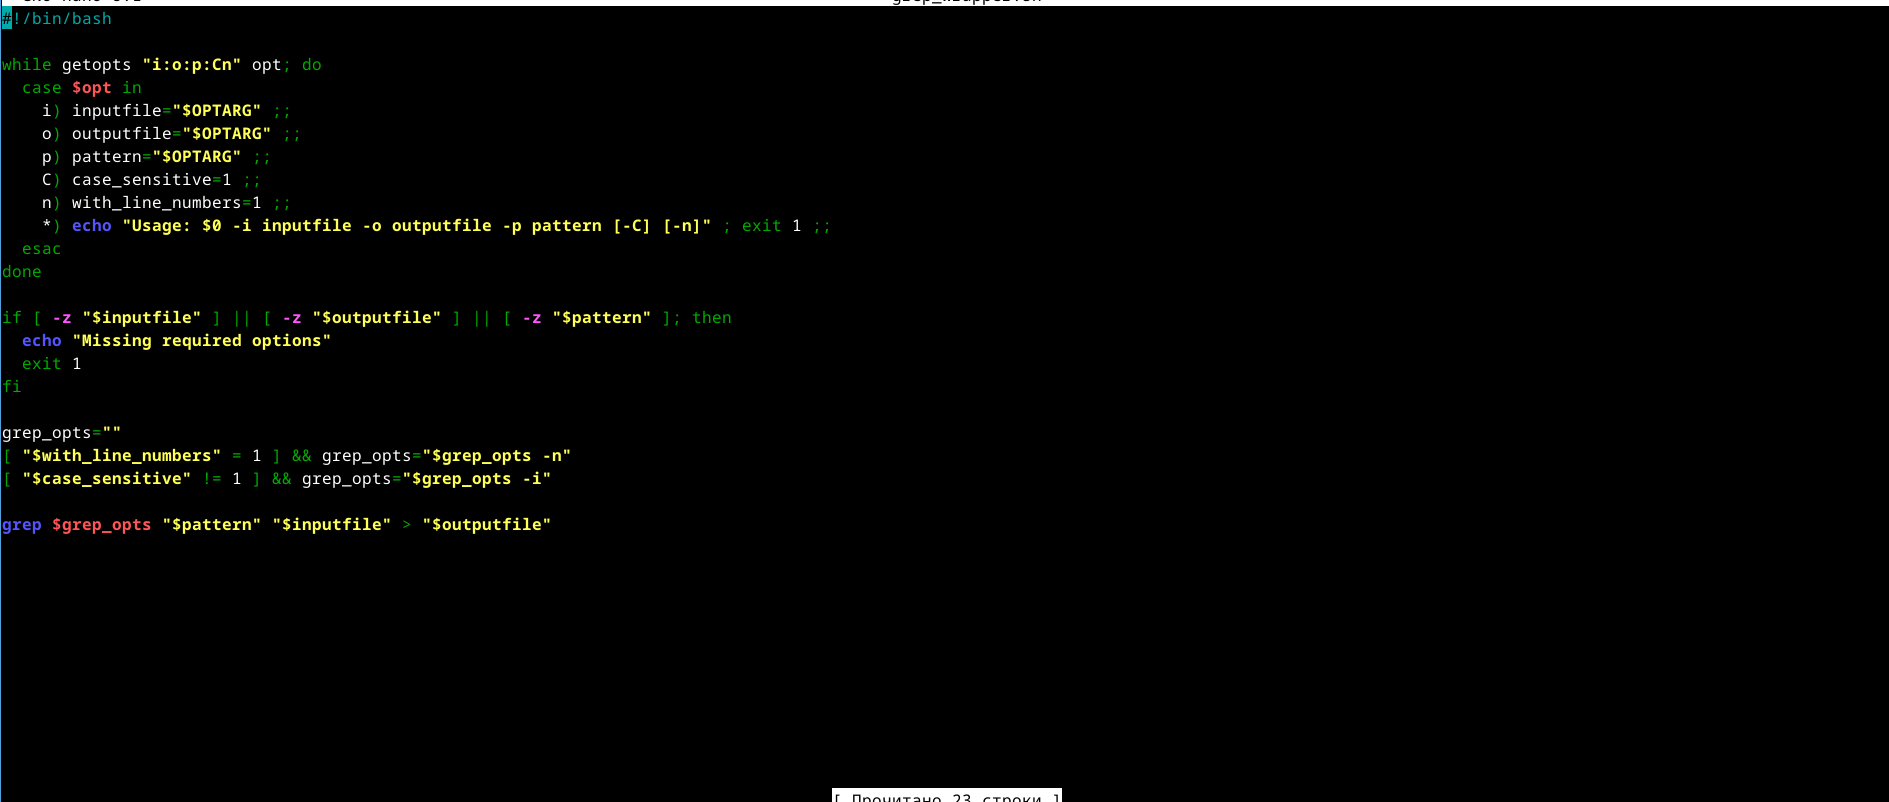 #!/bin/bash

while getopts "i:o:p:Cn" opt; do
  case $opt in
    i) inputfile="$OPTARG" ;;
    o) outputfile="$OPTARG" ;;
    p) pattern="$OPTARG" ;;
    C) case_sensitive=1 ;;
    n) with_line_numbers=1 ;;
    *) echo "Usage: $0 -i inputfile -o outputfile -p pattern [-C] [-n]" ; exit 1 ;;
  esac
done

if [ -z "$inputfile" ] || [ -z "$outputfile" ] || [ -z "$pattern" ]; then
  echo "Missing required options"
  exit 1
fi

grep_opts=""
[ "$with_line_numbers" = 1 ] && grep_opts="$grep_opts -n"
[ "$case_sensitive" != 1 ] && grep_opts="$grep_opts -i"

grep $grep_opts "$pattern" "$inputfile" > "$outputfile"
[ Прочитано 23 строки ]